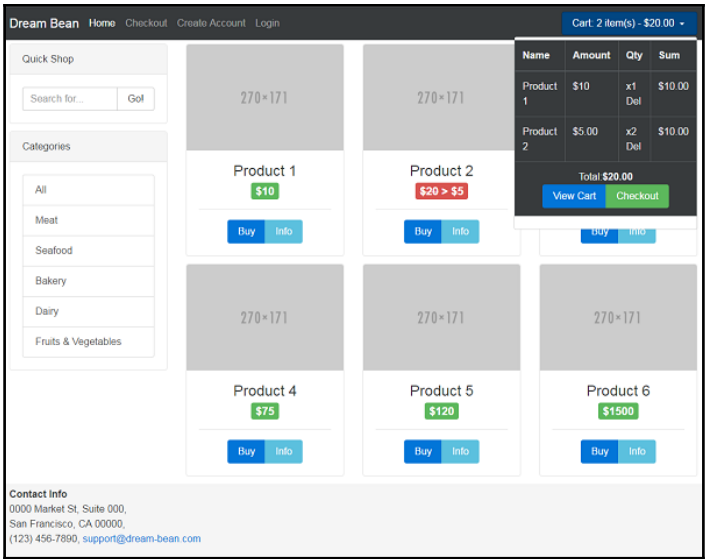 Dream Bean Home Checkout Create Account Login
Cart: 2 item(s) - $20.00
Name Amount Qty Sum
Product 1 $10 x1 Del $10.00
Product 2 $5.00 x2 Del $10.00
Total:$20.00
View Cart Checkout
Quick Shop
Search for... Go!
Categories
All
Meat
Seafood
Bakery
Dairy
Fruits & Vegetables
270×171
Product 1
$10
Buy Info
270×171
Product 2
$20 > $5
Buy Info
Buy Info
270×171
Product 4
$75
Buy Info
270×171
Product 5
$120
Buy Info
270×171
Product 6
$1500
Buy Info
Contact Info
0000 Market St, Suite 000,
San Francisco, CA 00000,
(123) 456-7890, support@dream-bean.com